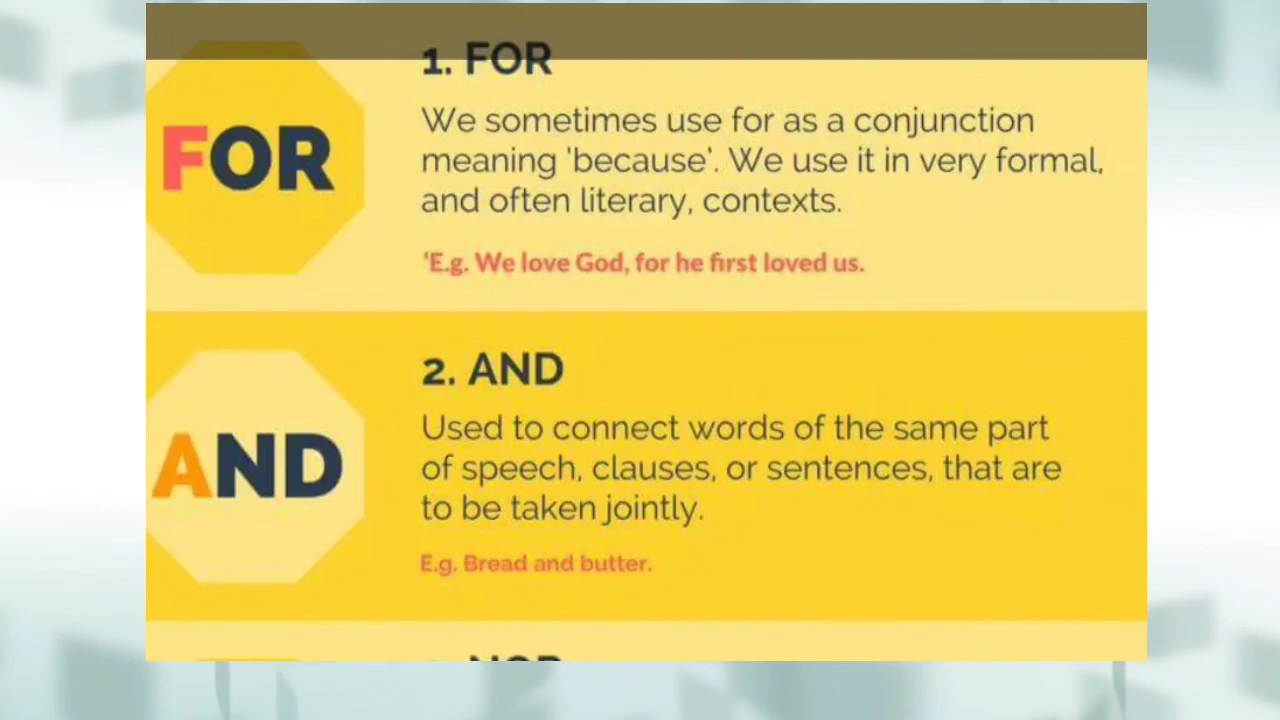 1. FOR
FOR
We sometimes use for as a conjunction
meaning 'because'. We use it in very formal,
and often literary, contexts.
'E.g. We love God, for he first loved us.
2. AND
AND
Used to connect words of the same part
of speech, clauses, or sentences, that are
to be taken jointly.
E.g. Bread and butter.
NOR